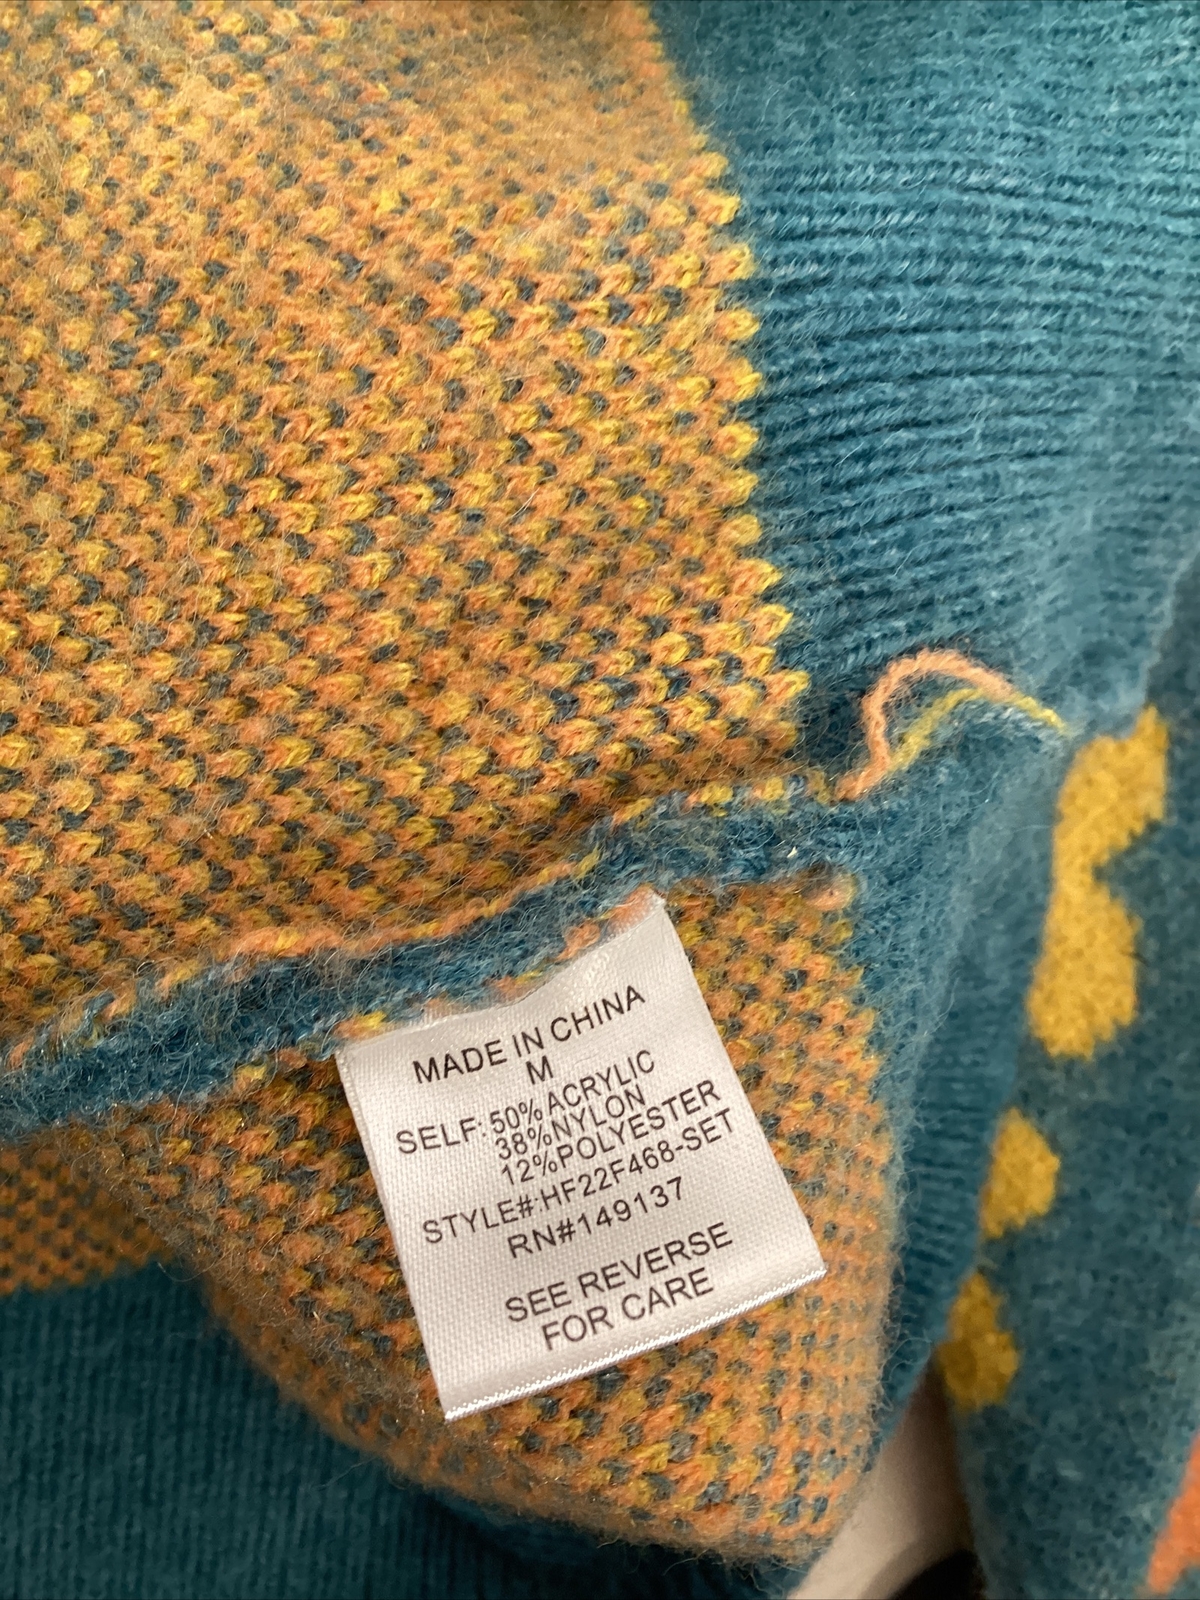 MADE IN CHINA
M
SELF: 50% ACRYLIC
38%NYLON
12%POLYESTER
STYLE#:HF22F468-SET
RN#149137
SEE REVERSE
FOR CARE